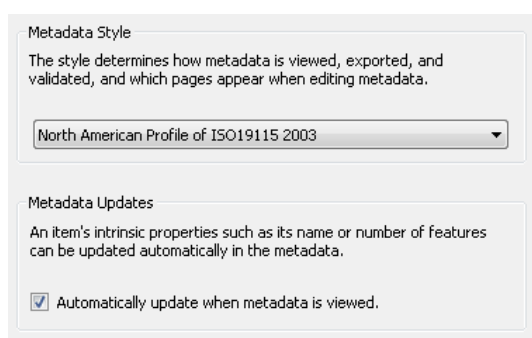 Metadata Style
The style determines how metadata is viewed, exported, and
validated, and which pages appear when editing metadata.
North American Profile of ISO19115 2003
Metadata Updates
An item's intrinsic properties such as its name or number of features
can be updated automatically in the metadata.
Automatically update when metadata is viewed.